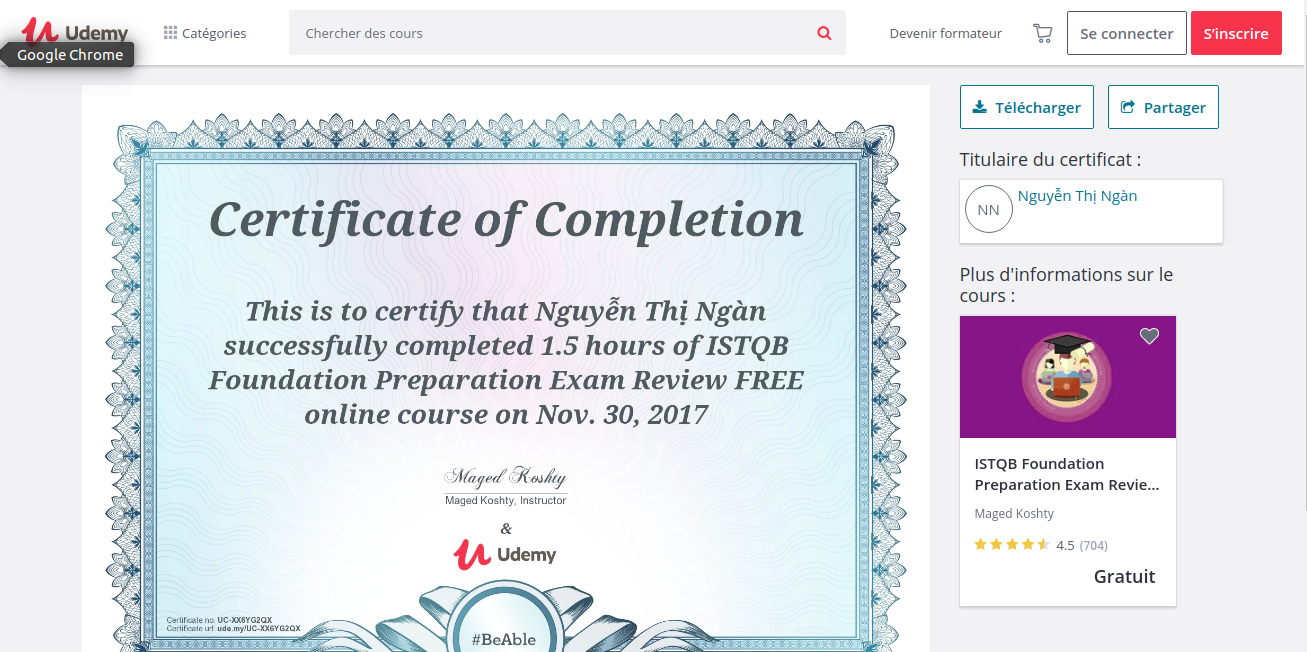 Udemy
Google Chrome
Catégories
Chercher des cours
Devenir formateur
Se connecter
S'inscrire
Certificate of Completion
This is to certify that Nguyễn Thị Ngàn
successfully completed 1.5 hours of ISTQB
Foundation Preparation Exam Review FREE
online course on Nov. 30, 2017
Maged Koshty
Maged Koshty, Instructor
&
Udemy
Certificate no: UC-XX6YG2QX
Certificate url: ude.my/UC-XX6YG2QX
#BeAble
Télécharger
Partager
Titulaire du certificat :
NN
Nguyễn Thị Ngàn
Plus d'informations sur le
cours :
ISTQB Foundation
Preparation Exam Revie...
Maged Koshty
4.5 (704)
Gratuit